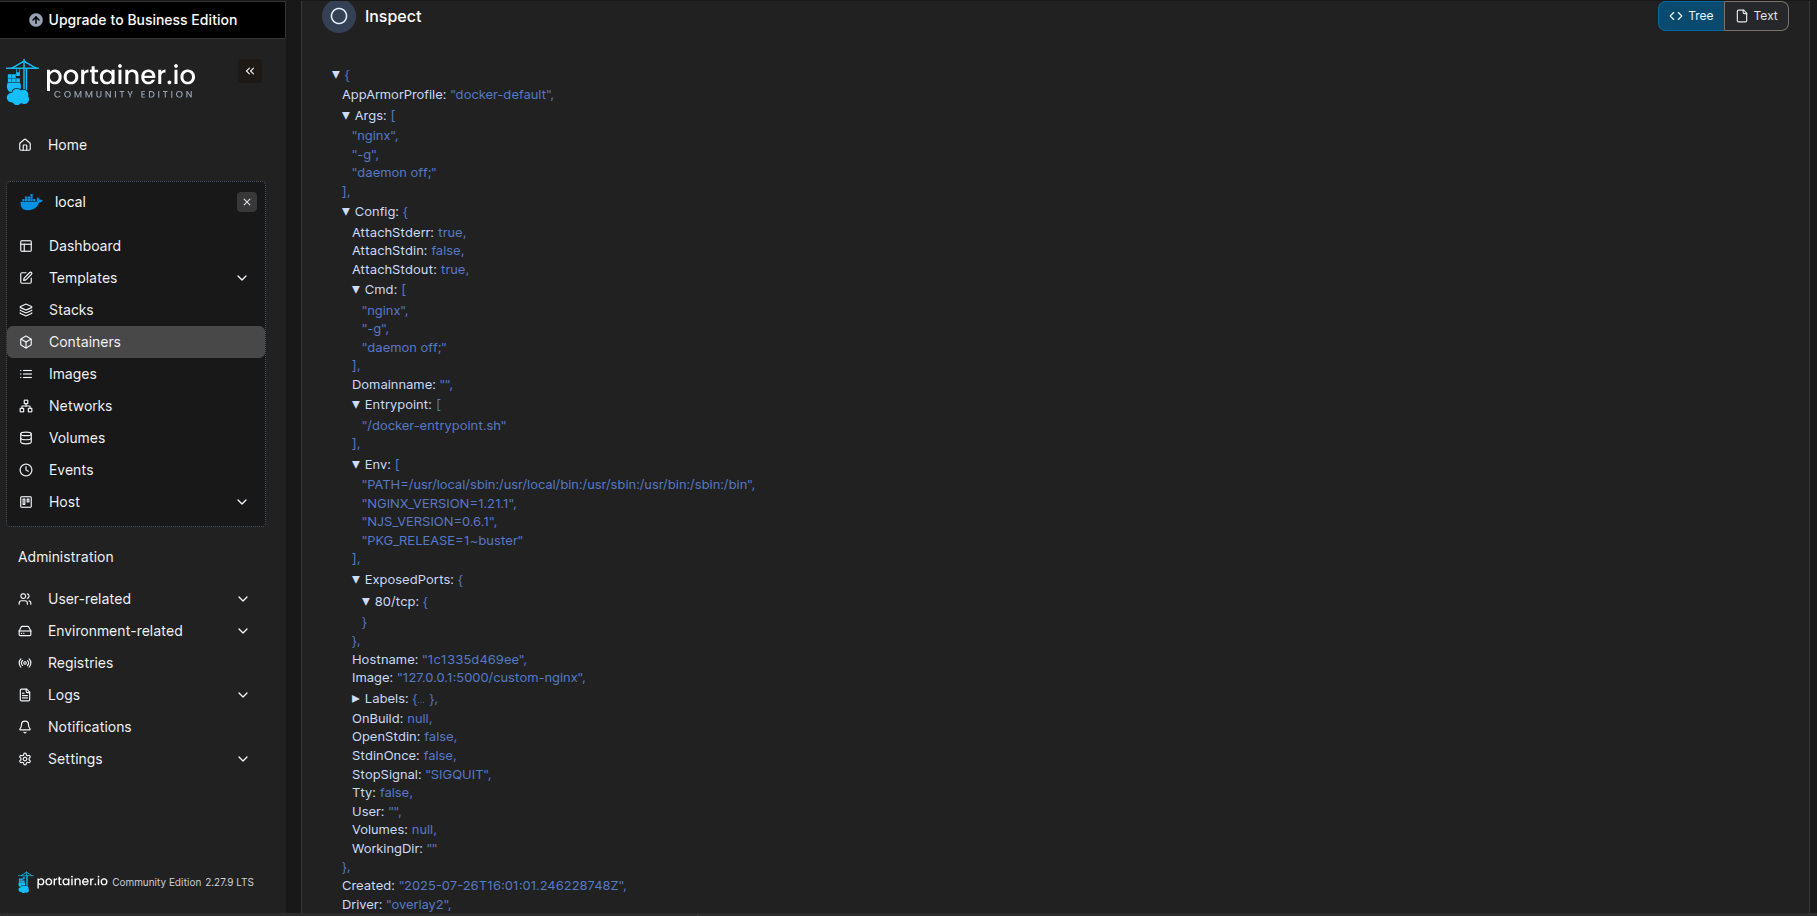 Upgrade to Business Edition
portainer.io
COMMUNITY EDITION
Home
local
Dashboard
Templates
Stacks
Containers
Images
Networks
Volumes
Events
Host
Administration
User-related
Environment-related
Registries
Logs
Notifications
Settings
portainer.io Community Edition 2.27.9 LTS
Inspect
Tree
Text
{
AppArmorProfile: "docker-default",
Args: [
"nginx",
"-g",
"daemon off;"
],
Config: {
AttachStderr: true,
AttachStdin: false,
AttachStdout: true,
Cmd: [
"nginx",
"-g",
"daemon off;"
],
Domainname: "",
Entrypoint: [
"/docker-entrypoint.sh"
],
Env: [
"PATH=/usr/local/sbin:/usr/local/bin:/usr/sbin:/usr/bin:/sbin:/bin",
"NGINX_VERSION=1.21.1",
"NJS_VERSION=0.6.1",
"PKG_RELEASE=1~buster"
],
ExposedPorts: {
80/tcp: {
}
},
Hostname: "1c1335d469ee",
Image: "127.0.0.1:5000/custom-nginx",
Labels: {... },
OnBuild: null,
OpenStdin: false,
StdinOnce: false,
StopSignal: "SIGQUIT",
Tty: false,
User: "",
Volumes: null,
WorkingDir: ""
},
Created: "2025-07-26T16:01:01.246228748Z",
Driver: "overlay2",